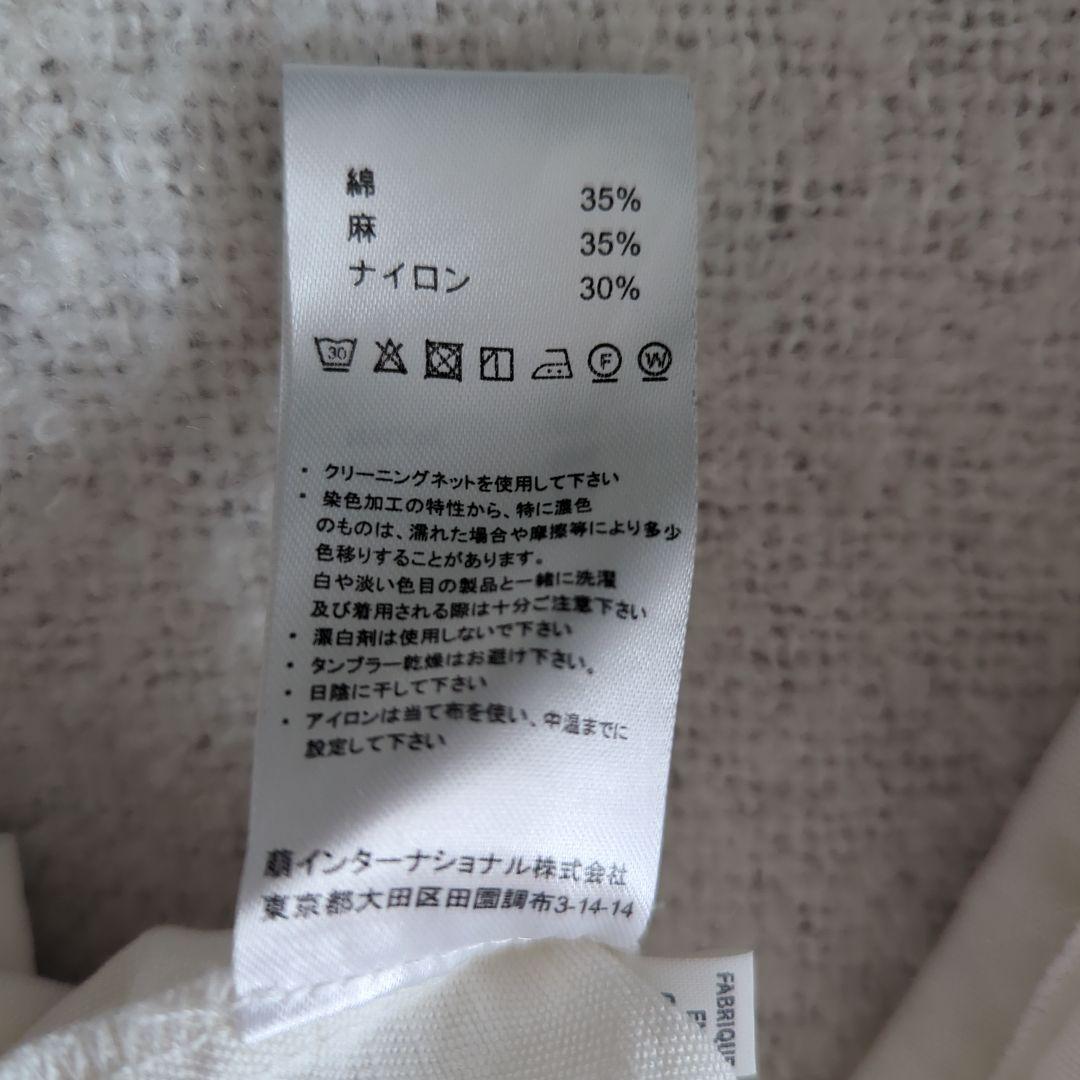 綿 35%
麻 35%
ナイロン 30%
30 F W
・クリーニングネットを使用して下さい
・染色加工の特性から、特に濃色
のものは、濡れた場合や摩擦等により多少
色移りすることがあります。
白や淡い色目の製品と一緒に洗濯
及び着用される際は十分ご注意下さい
・漂白剤は使用しないで下さい
・タンブラー乾燥はお避け下さい。
・日陰に干して下さい
・アイロンは当て布を使い、中温までに
設定して下さい
インターナショナル株式会社
東京都大田区田園調布3-14-14
FABRIQUE